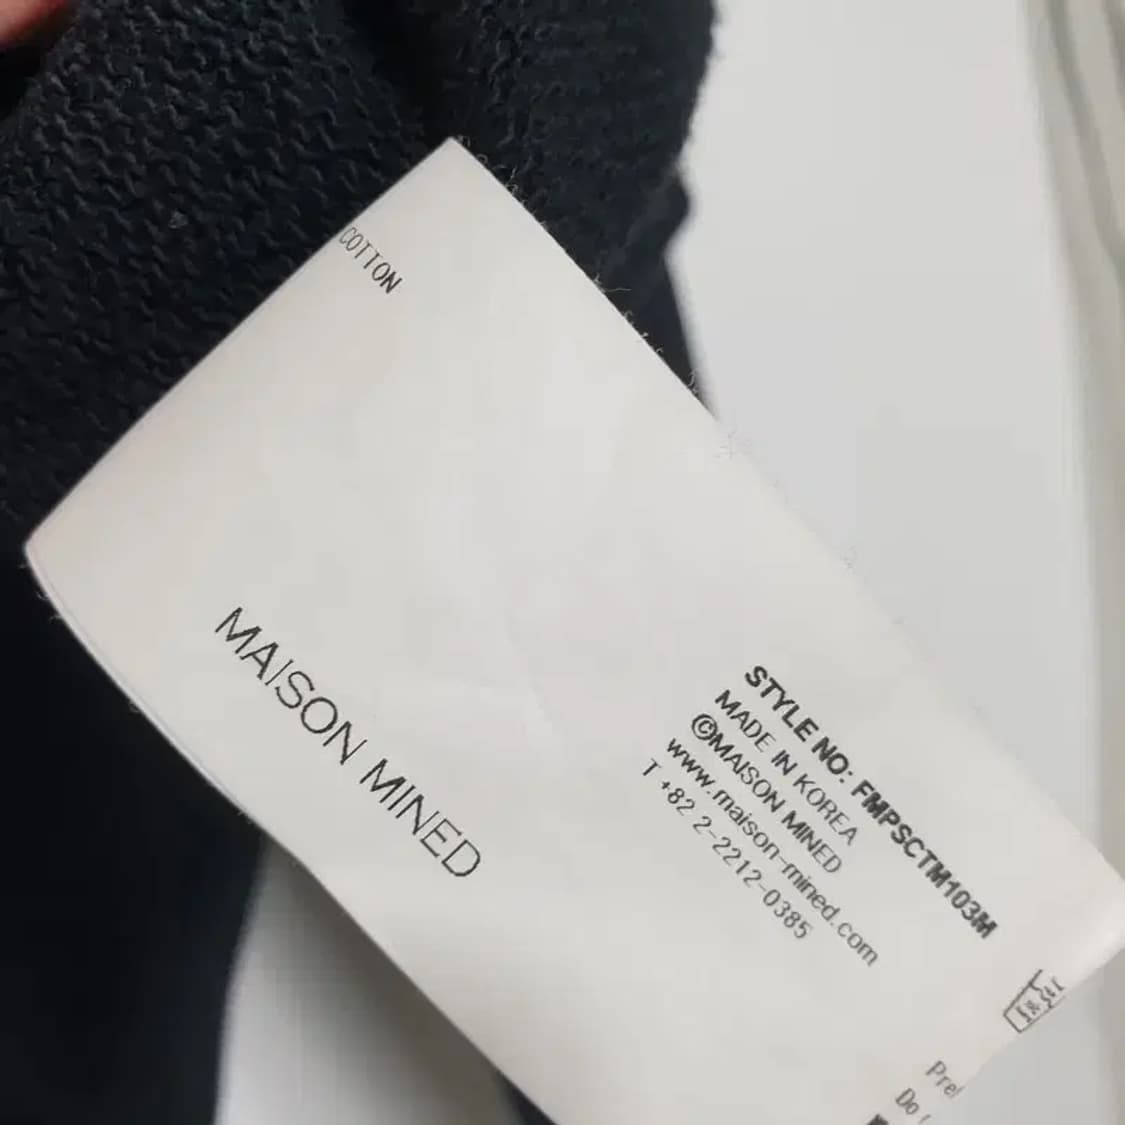 COTTON
MAISON MINED
STYLE NO: FMPSCTM103M
MADE IN KOREA
©MAISON MINED
www.maison-mined.com
T +82 2-2212-0385
Do